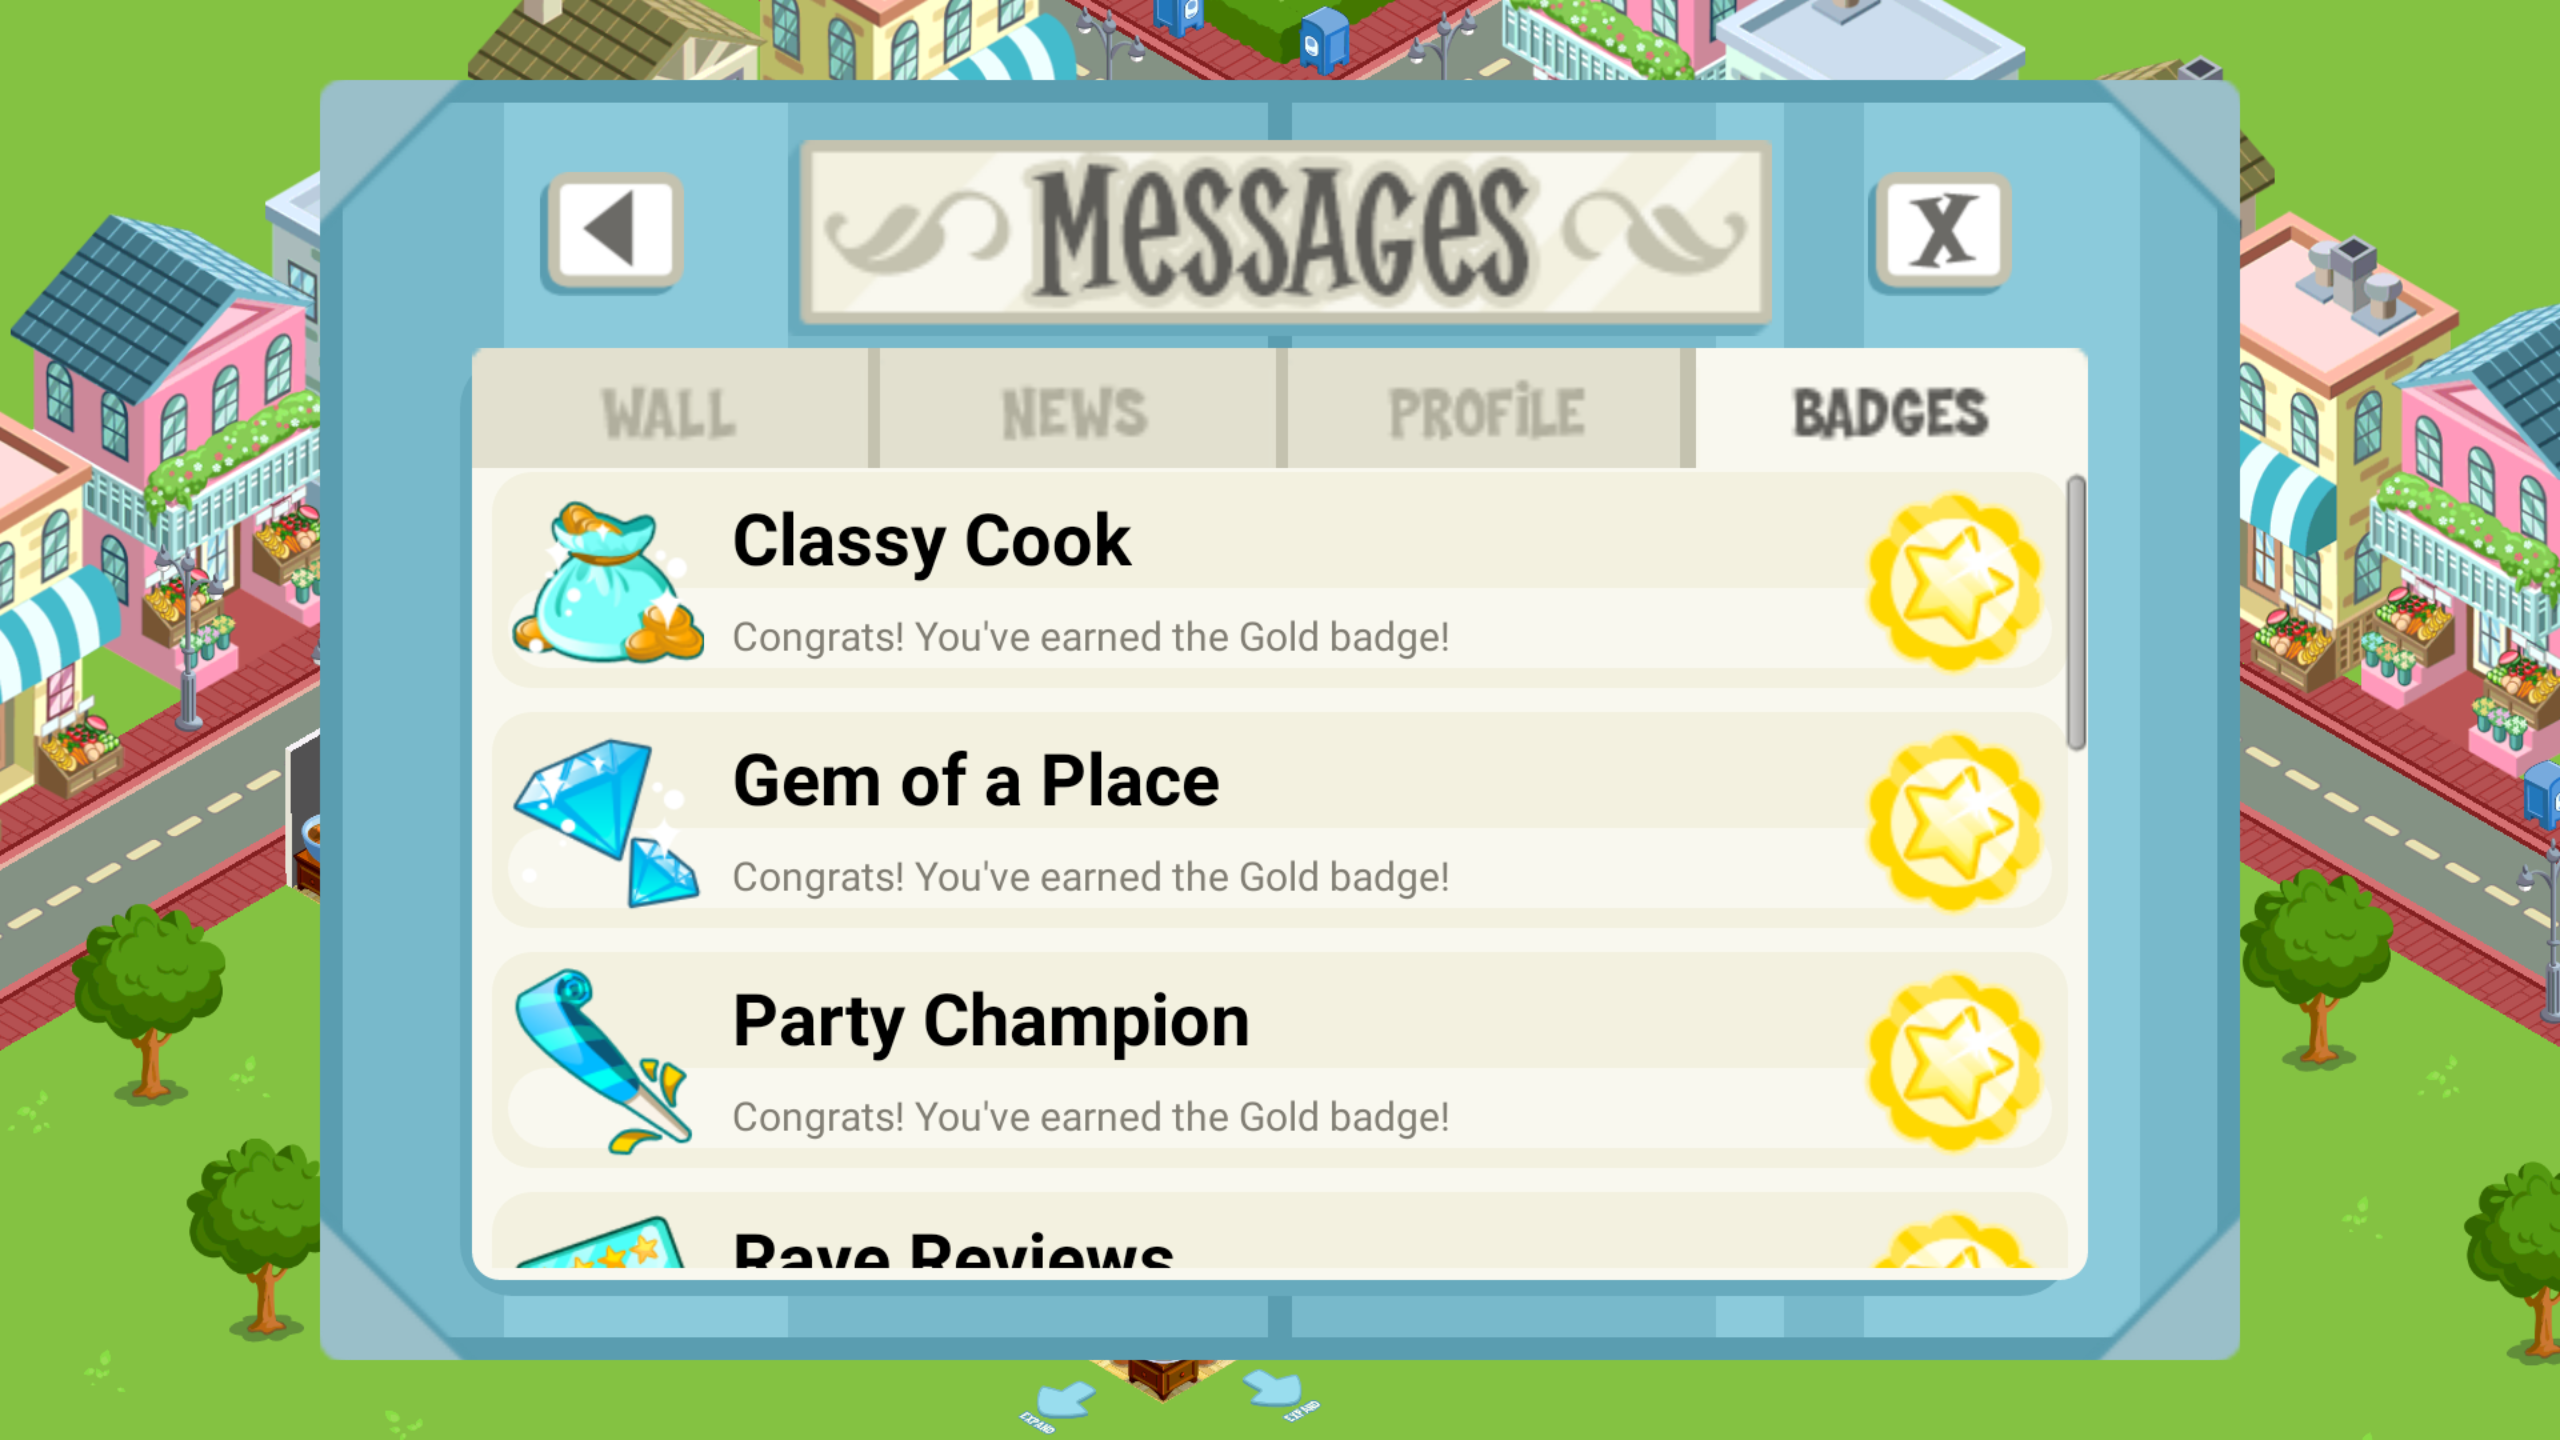 MESSAGES
X
WALL
NEWS
PROFILE
BADGES
Classy Cook
Congrats! You've earned the Gold badge!
Gem of a Place
Congrats! You've earned the Gold badge!
Party Champion
Congrats! You've earned the Gold badge!
Rave Reviews
EXPAND
EXPAND